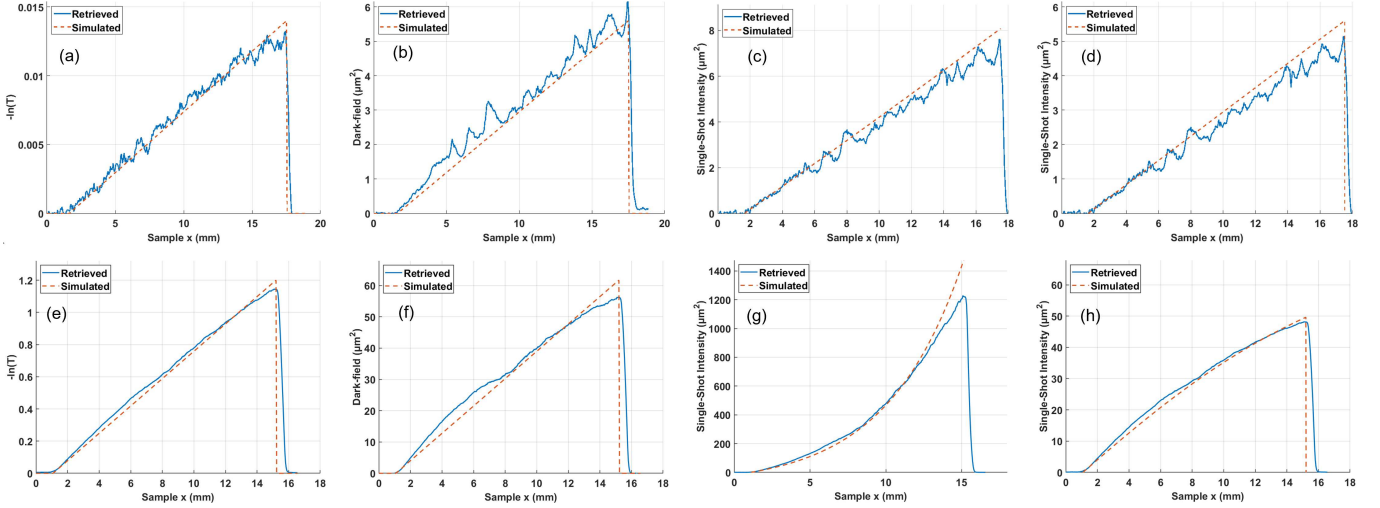 (a)
Retrieved
Simulated
0.015
0.01
0.005
0
-ln(T)
0 5 10 15 20
Sample x (mm)
(b)
Retrieved
Simulated
6
5
4
3
2
1
0
Dark-field (µm²)
0 5 10 15 20
Sample x (mm)
(c)
Retrieved
Simulated
8
6
4
2
0
Single-Shot Intensity (µm²)
0 2 4 6 8 10 12 14 16 18
Sample x (mm)
(d)
Retrieved
Simulated
6
5
4
3
2
1
0
Single-Shot Intensity (µm²)
0 2 4 6 8 10 12 14 16 18
Sample x (mm)
(e)
Retrieved
Simulated
1.2
1
0.8
0.6
0.4
0.2
0
-ln(T)
0 2 4 6 8 10 12 14 16 18
Sample x (mm)
(f)
Retrieved
Simulated
60
50
40
30
20
10
0
Dark-field (µm²)
0 2 4 6 8 10 12 14 16 18
Sample x (mm)
(g)
Retrieved
Simulated
1400
1200
1000
800
600
400
200
0
Single-Shot Intensity (µm²)
0 5 10 15
Sample x (mm)
(h)
Retrieved
Simulated
60
50
40
30
20
10
0
Single-Shot Intensity (µm²)
0 2 4 6 8 10 12 14 16 18
Sample x (mm)